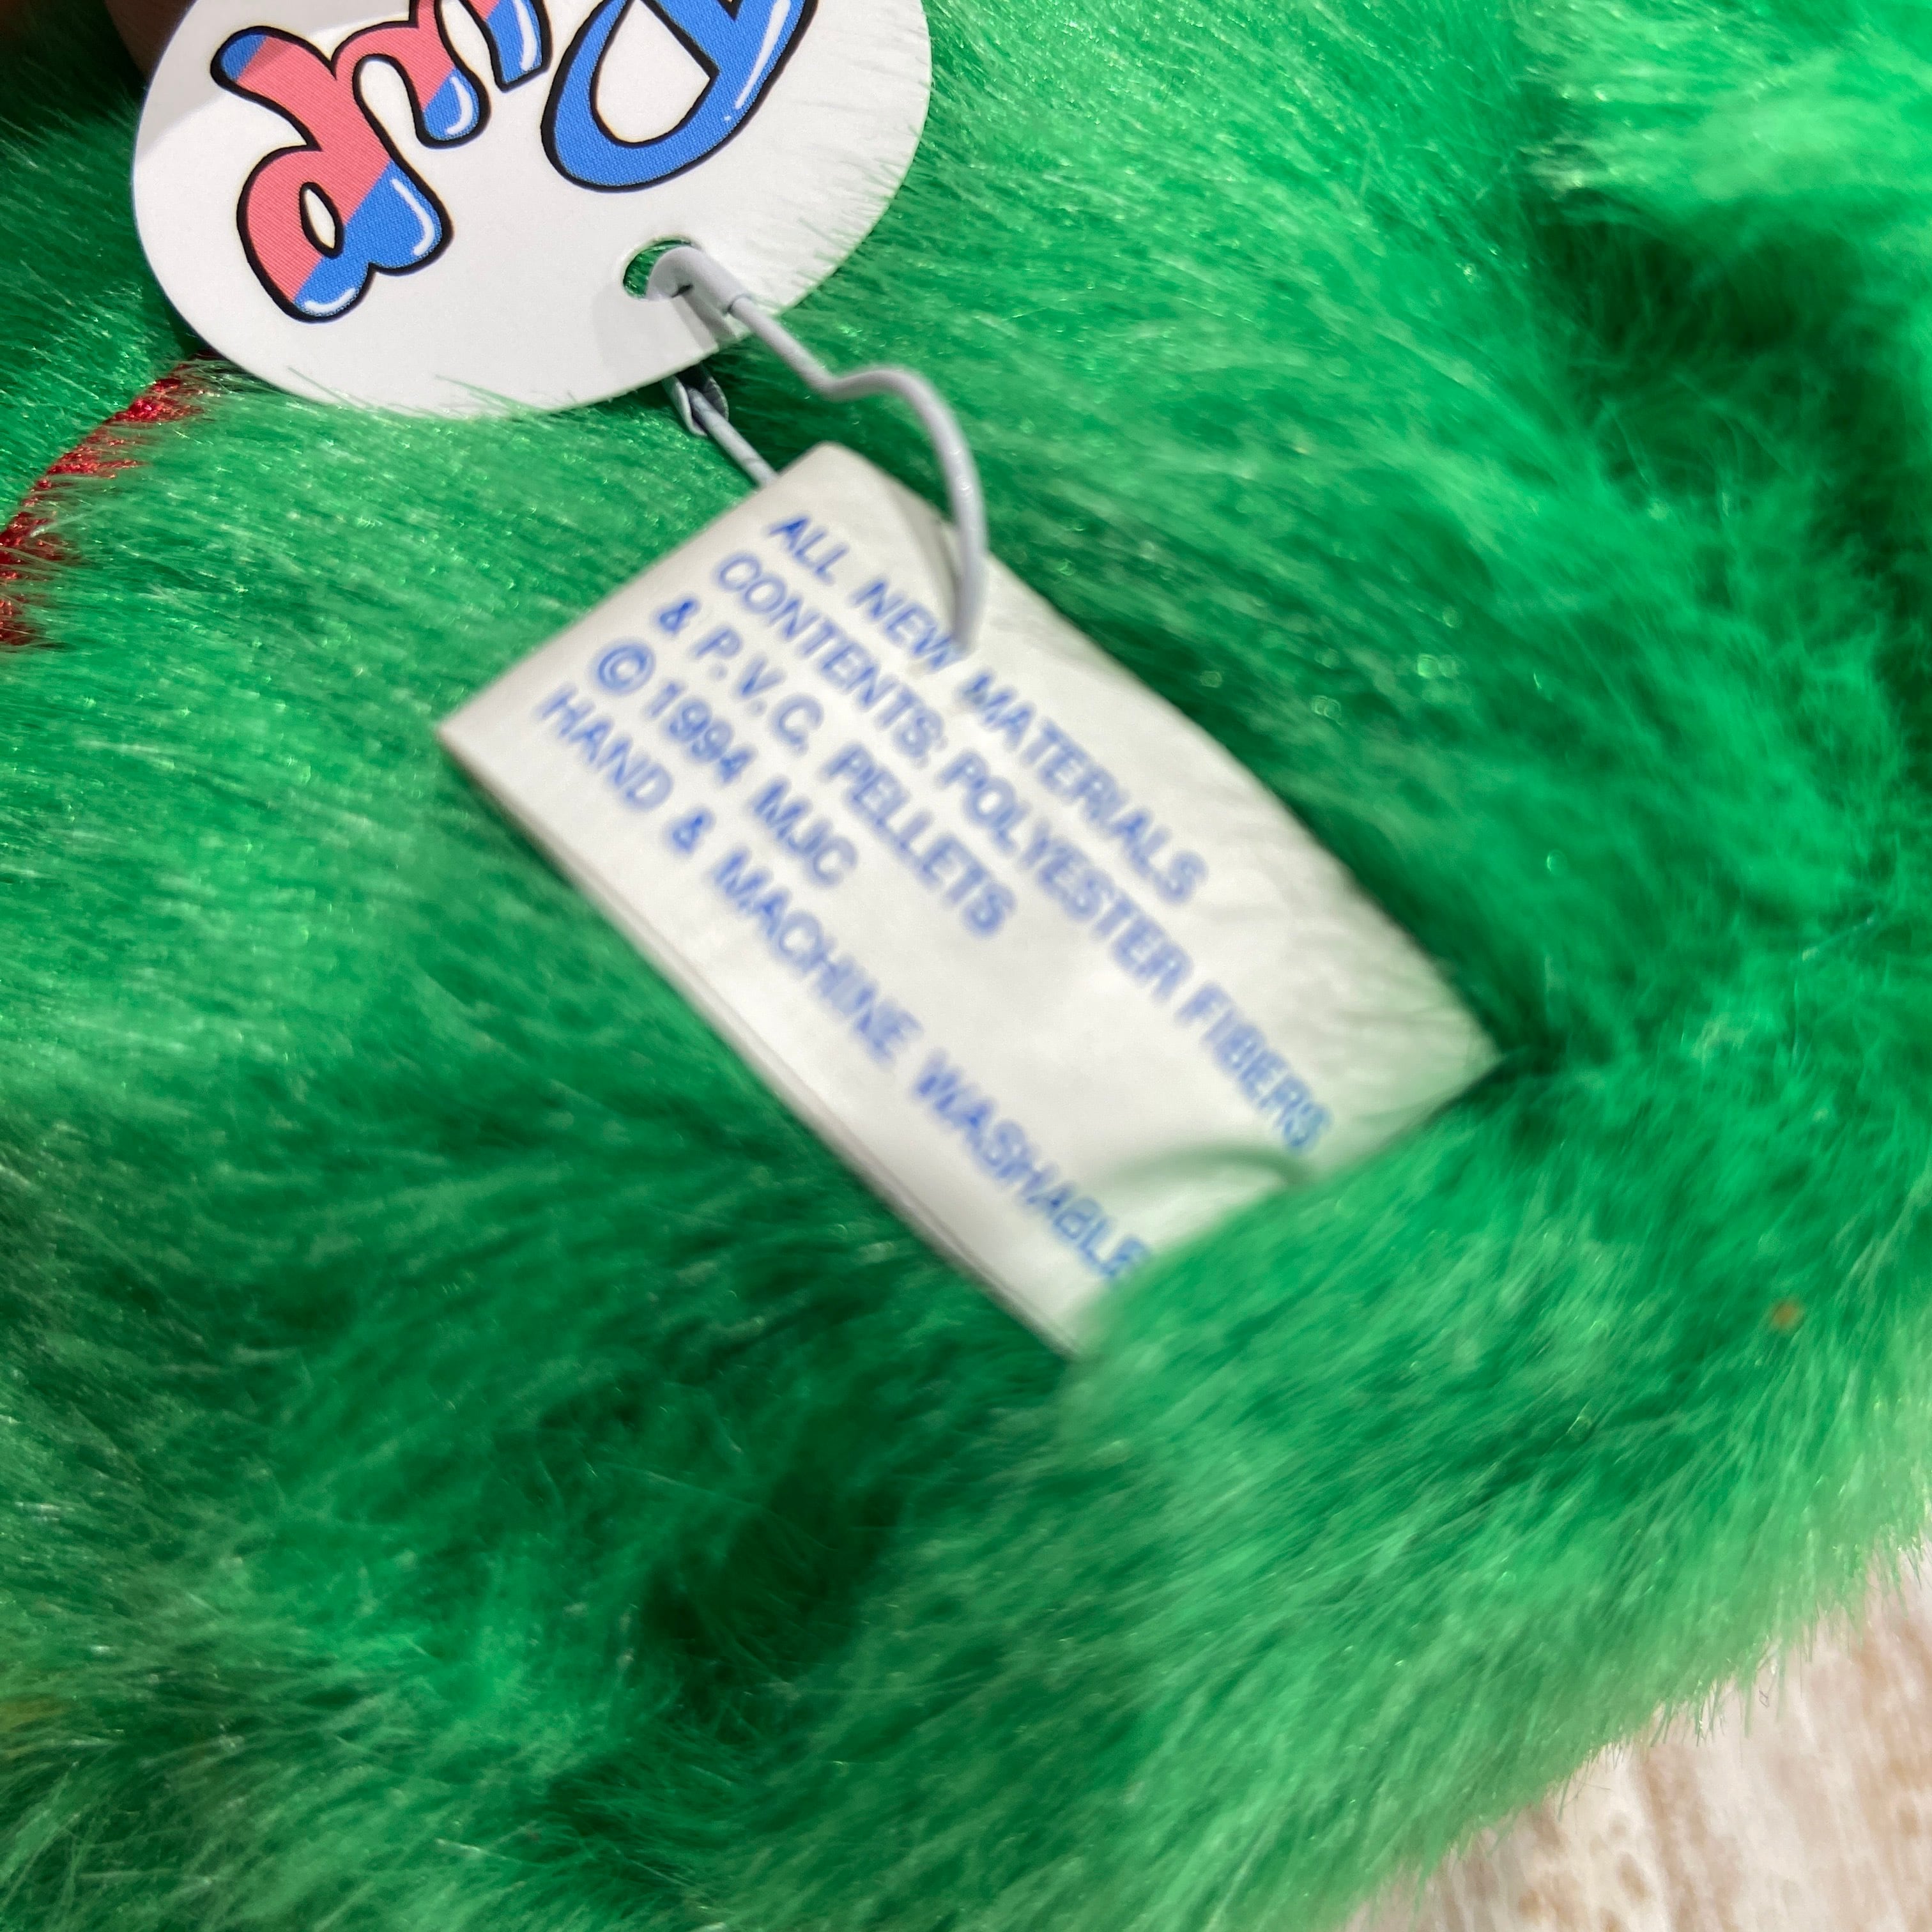 ALL NEW MATERIALS
CONTENTS: POLYESTER FIBERS
& P.V.C. PELLETS
© 1994 MJC
HAND & MACHINE WASHABLE